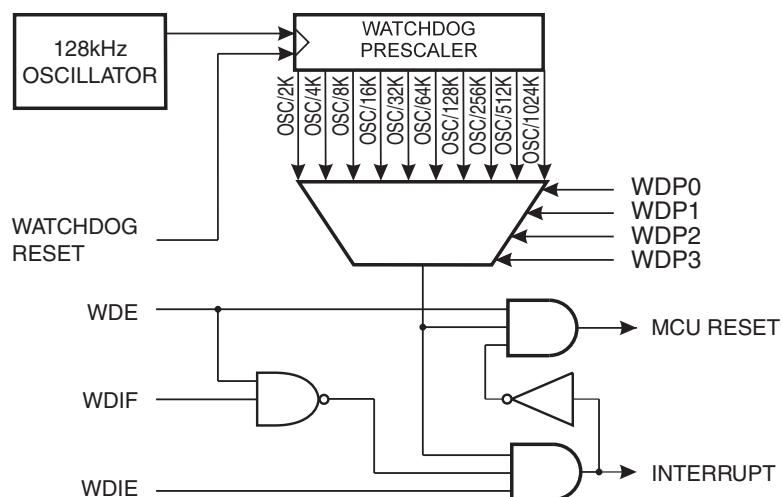 128kHz
OSCILLATOR
WATCHDOG
PRESCALER
OSC/2K
OSC/4K
OSC/8K
OSC/16K
OSC/32K
OSC/64K
OSC/128K
OSC/256K
OSC/512K
OSC/1024K
WATCHDOG
RESET
WDP0
WDP1
WDP2
WDP3
WDE
MCU RESET
WDIF
INTERRUPT
WDIE